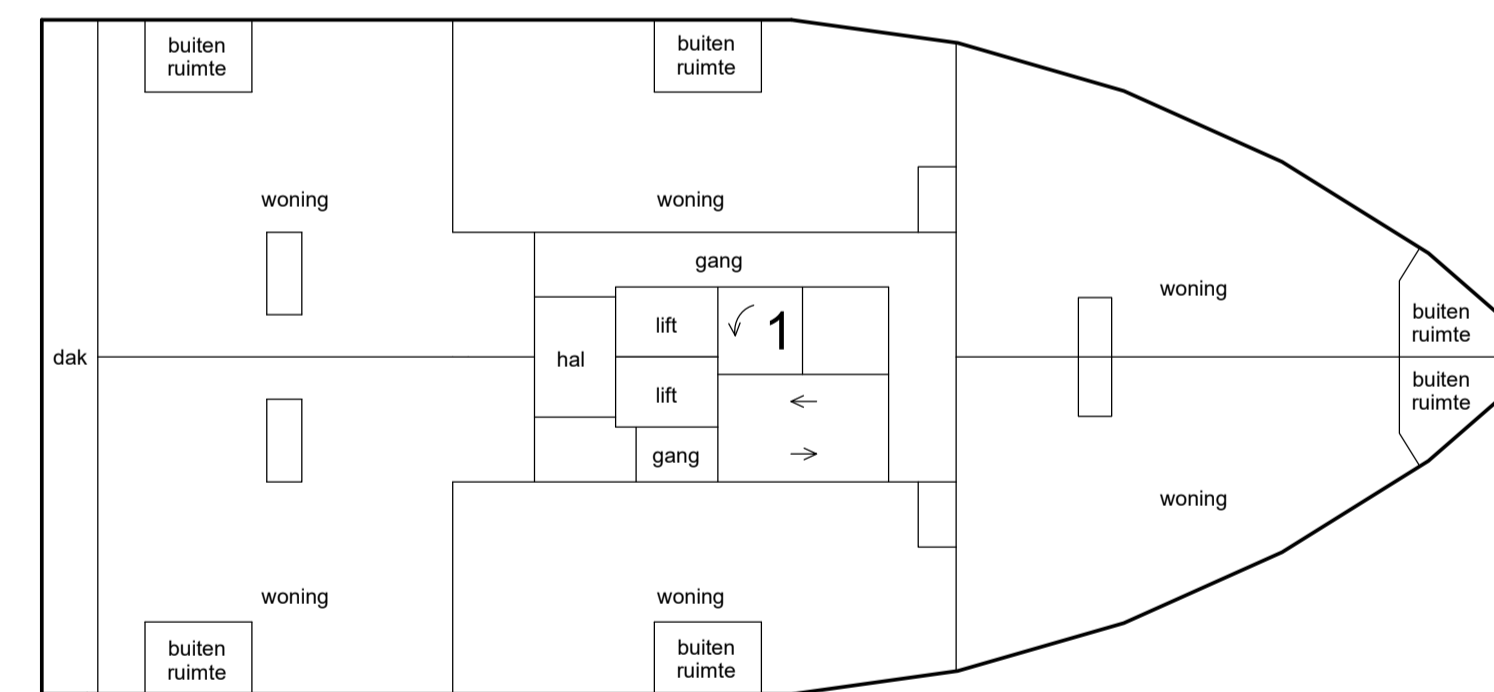 buiten
ruimte
buiten
ruimte
woning
woning
gang
woning
lift
1
buiten
ruimte
dak
hal
lift
buiten
ruimte
gang
woning
woning
woning
buiten
ruimte
buiten
ruimte